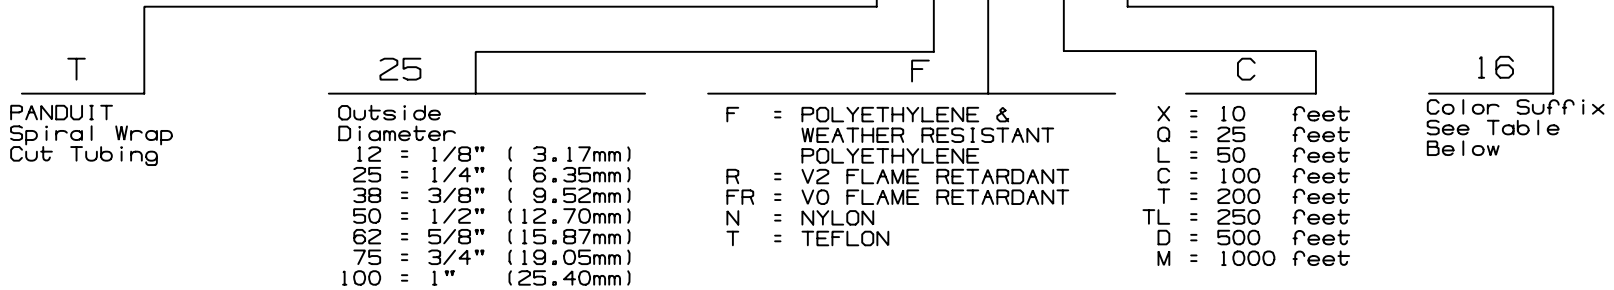 T
PANDUIT
Spiral Wrap
Cut Tubing
25
Outside
Diameter
12 = 1/8" ( 3.17mm)
25 = 1/4" ( 6.35mm)
38 = 3/8" ( 9.52mm)
50 = 1/2" (12.70mm)
62 = 5/8" (15.87mm)
75 = 3/4" (19.05mm)
100 = 1" (25.40mm)
F
F = POLYETHYLENE &
WEATHER RESISTANT
POLYETHYLENE
R = V2 FLAME RETARDANT
FR = V0 FLAME RETARDANT
N = NYLON
T = TEFLON
C
X = 10 feet
Q = 25 feet
L = 50 feet
C = 100 feet
T = 200 feet
TL = 250 feet
D = 500 feet
M = 1000 feet
16
Color Suffix
See Table
Below